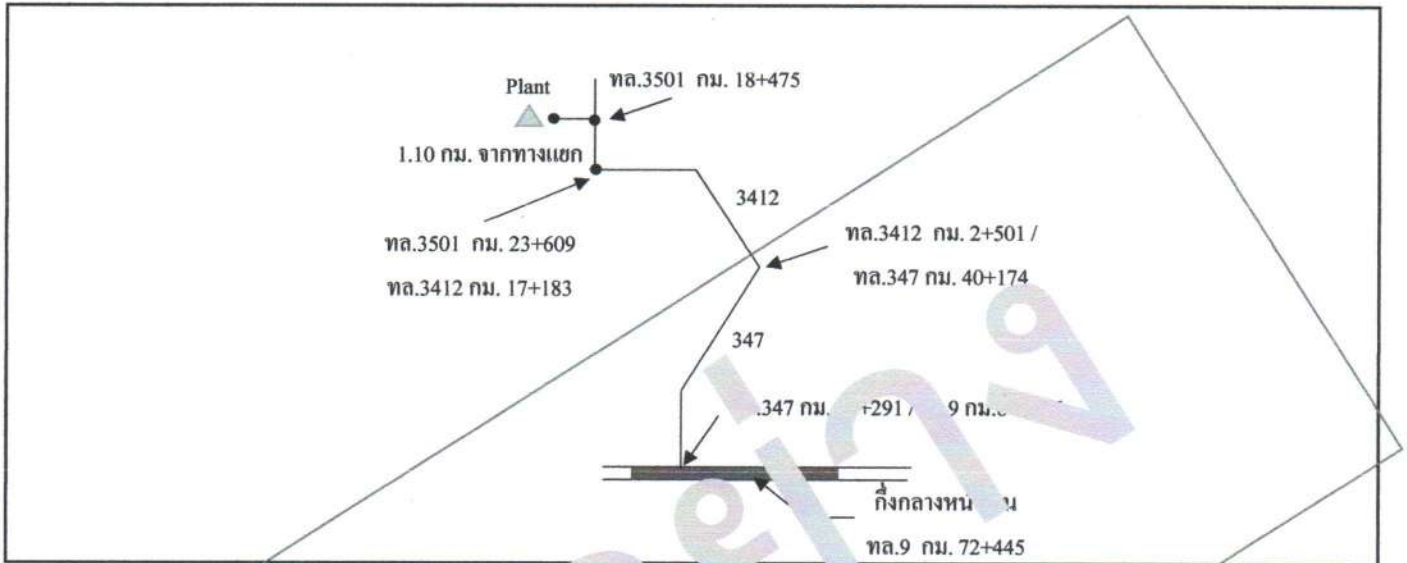 Plant
ทล.3501 กม. 18+475
1.10 กม. จากทางแยก
3412
ทล.3501 กม. 23+609
ทล.3412 กม. 17+183
ทล.3412 กม. 2+501 /
ทล.347 กม. 40+174
347
.347 กม. +291 / 9 กม.
กึ่งกลาง
ทล.9 กม. 72+445